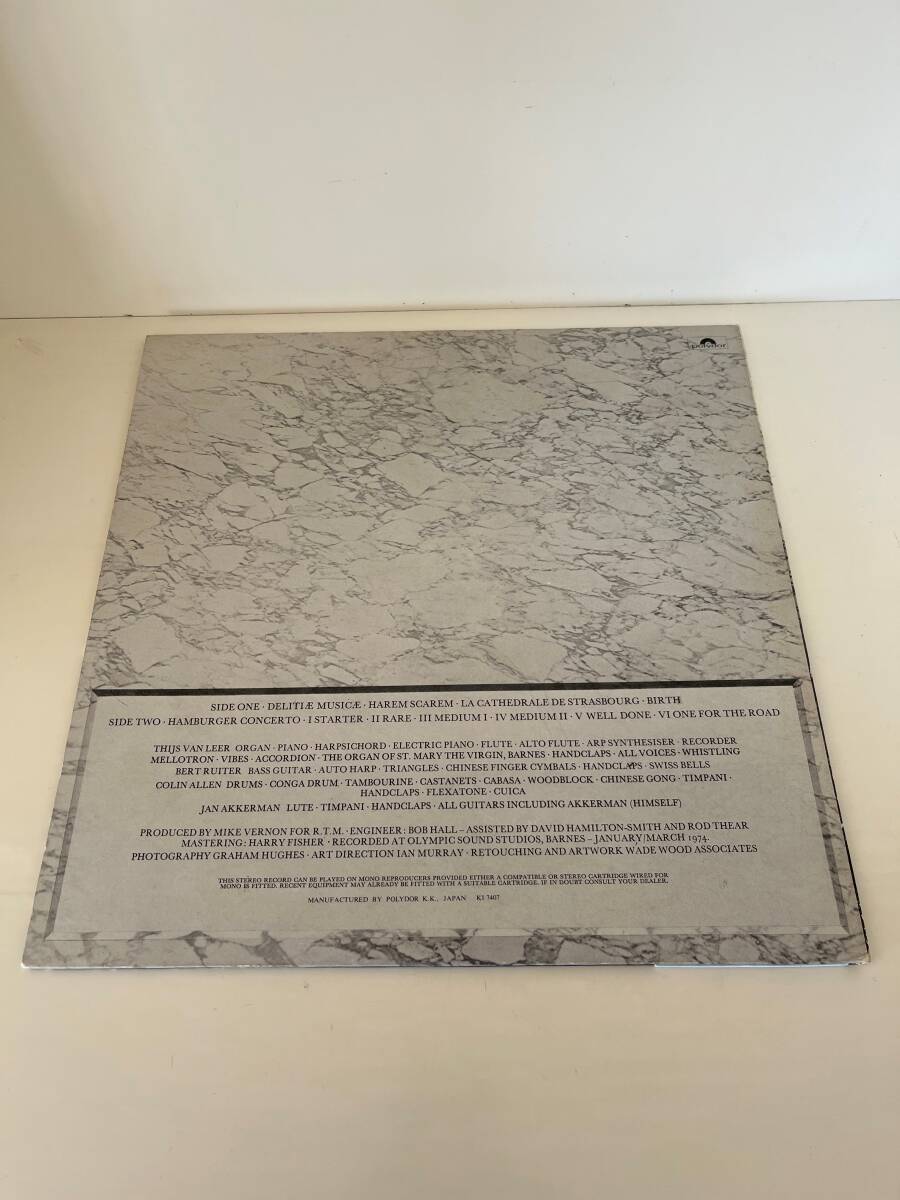 polydor
SIDE ONE · DELITIÆ MUSICÆ · HAREM SCAREM · LA CATHEDRALE DE STRASBOURG · BIRTH
SIDE TWO · HAMBURGER CONCERTO · I STARTER · II RARE · III MEDIUM I · IV MEDIUM II · V WELL DONE · VI ONE FOR THE ROAD
THIJS VAN LEER ORGAN · PIANO · HARPSICHORD · ELECTRIC PIANO · FLUTE · ALTO FLUTE · ARP SYNTHESISER · RECORDER
MELLOTRON · VIBES · ACCORDION · THE ORGAN OF ST. MARY THE VIRGIN, BARNES · HANDCLAPS · ALL VOICES · WHISTLING
BERT RUITER BASS GUITAR · AUTO HARP · TRIANGLES · CHINESE FINGER CYMBALS · HANDCLAPS · SWISS BELLS
COLIN ALLEN DRUMS · CONGA DRUM · TAMBOURINE · CASTANETS · CABASA · WOODBLOCK · CHINESE GONG · TIMPANI ·
HANDCLAPS · FLEXATONE · CUICA
JAN AKKERMAN LUTE · TIMPANI · HANDCLAPS · ALL GUITARS INCLUDING AKKERMAN (HIMSELF)
PRODUCED BY MIKE VERNON FOR R.T.M. · ENGINEER: BOB HALL – ASSISTED BY DAVID HAMILTON-SMITH AND ROD THEAR
MASTERING: HARRY FISHER · RECORDED AT OLYMPIC SOUND STUDIOS, BARNES – JANUARY/MARCH 1974.
PHOTOGRAPHY GRAHAM HUGHES · ART DIRECTION IAN MURRAY · RETOUCHING AND ARTWORK WADE WOOD ASSOCIATES
THIS STEREO RECORD CAN BE PLAYED ON MONO REPRODUCERS PROVIDED EITHER A COMPATIBLE OR STEREO CARTRIDGE WIRED FOR
MONO IS FITTED. RECENT EQUIPMENT MAY ALREADY BE FITTED WITH A SUITABLE CARTRIDGE. IF IN DOUBT CONSULT YOUR DEALER.
MANUFACTURED BY POLYDOR K.K., JAPAN KI 7407